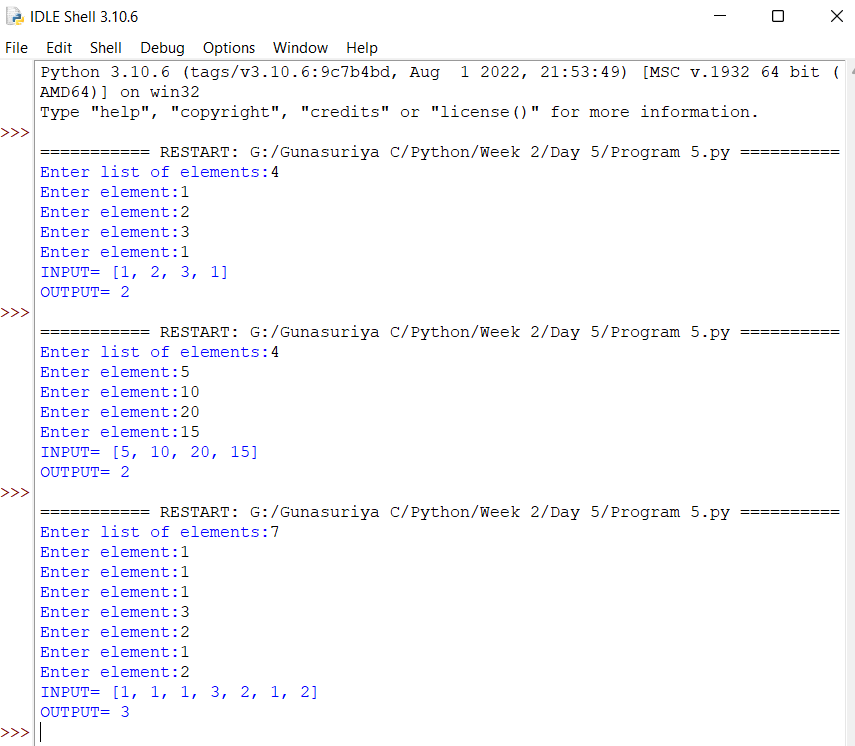 IDLE Shell 3.10.6
File Edit Shell Debug Options Window Help
Python 3.10.6 (tags/v3.10.6:9c7b4bd, Aug  1 2022, 21:53:49) [MSC v.1932 64 bit (
AMD64)] on win32
Type "help", "copyright", "credits" or "license()" for more information.
>>>
=========== RESTART: G:/Gunasuriya C/Python/Week 2/Day 5/Program 5.py ==========
Enter list of elements:4
Enter element:1
Enter element:2
Enter element:3
Enter element:1
INPUT= [1, 2, 3, 1]
OUTPUT= 2
>>>
=========== RESTART: G:/Gunasuriya C/Python/Week 2/Day 5/Program 5.py ==========
Enter list of elements:4
Enter element:5
Enter element:10
Enter element:20
Enter element:15
INPUT= [5, 10, 20, 15]
OUTPUT= 2
>>>
=========== RESTART: G:/Gunasuriya C/Python/Week 2/Day 5/Program 5.py ==========
Enter list of elements:7
Enter element:1
Enter element:1
Enter element:1
Enter element:3
Enter element:2
Enter element:1
Enter element:2
INPUT= [1, 1, 1, 3, 2, 1, 2]
OUTPUT= 3
>>>